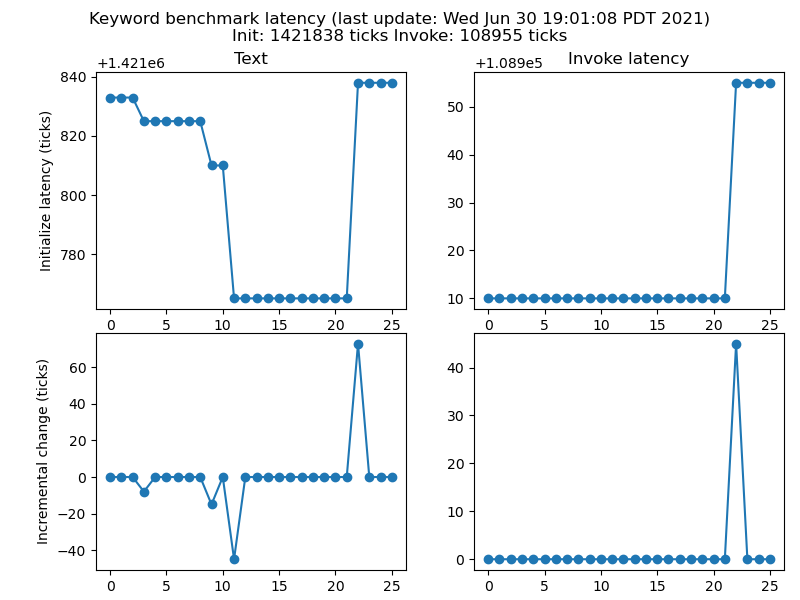 Keyword benchmark latency (last update: Wed Jun 30 19:01:08 PDT 2021)
Init: 1421838 ticks Invoke: 108955 ticks
Text
+1.421e6
840
820
800
780
Initialize latency (ticks)
0 5 10 15 20 25
Invoke latency
+1.089e5
50
40
30
20
10
0 5 10 15 20 25
60
40
20
0
−20
−40
Incremental change (ticks)
0 5 10 15 20 25
40
30
20
10
0
0 5 10 15 20 25